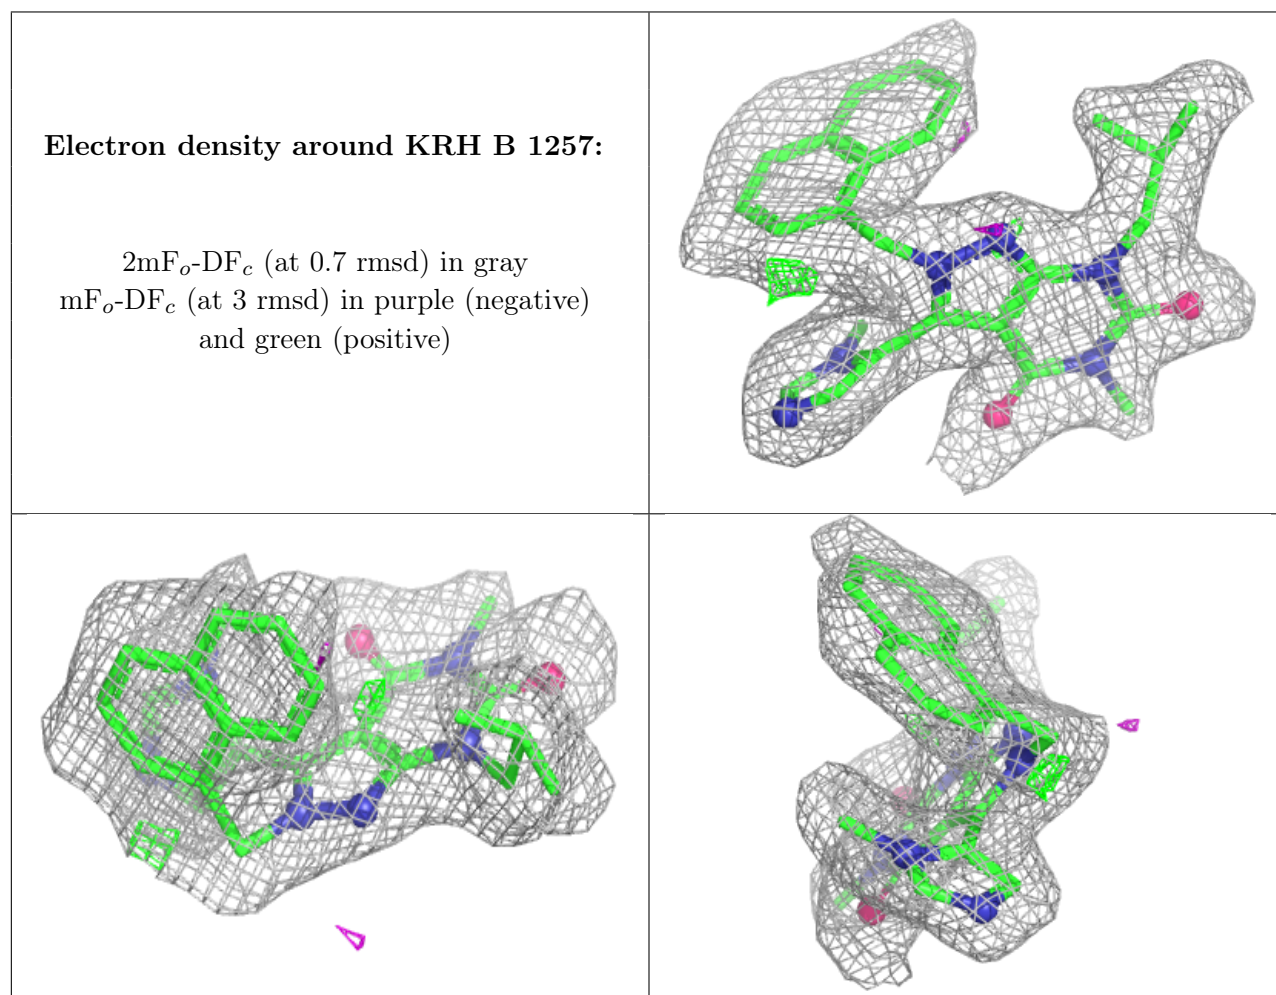 Electron density around KRH B 1257:
2mFₒ-DF𝒸 (at 0.7 rmsd) in gray
mFₒ-DF𝒸 (at 3 rmsd) in purple (negative)
and green (positive)